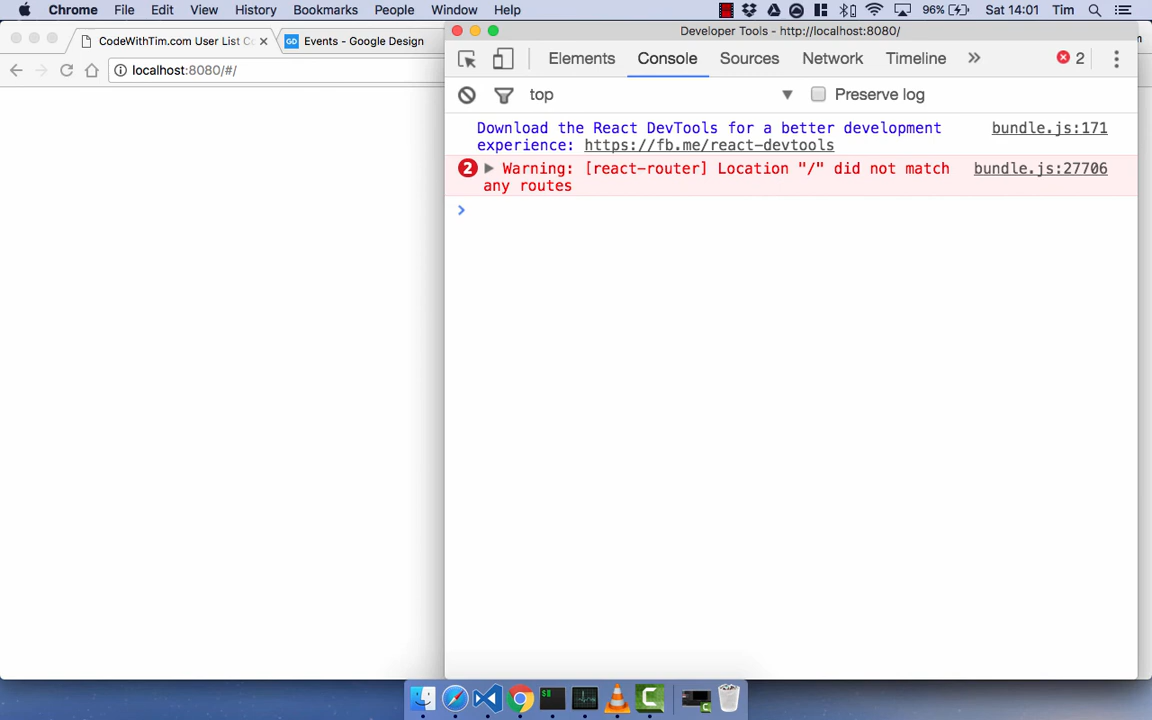 Chrome File Edit View History Bookmarks People Window Help 96% Sat 14:01 Tim
CodeWithTim.com User List
Events - Google Design
localhost:8080/#/
Developer Tools - http://localhost:8080/
Elements Console Sources Network Timeline » 2
top Preserve log
Download the React DevTools for a better development bundle.js:171
experience: https://fb.me/react-devtools
2 Warning: [react-router] Location "/" did not match bundle.js:27706
any routes